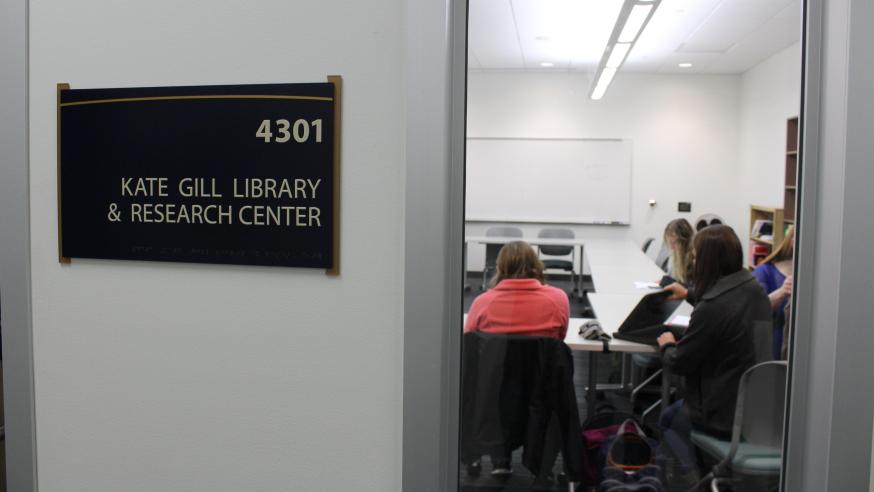 4301
KATE GILL LIBRARY
& RESEARCH CENTER